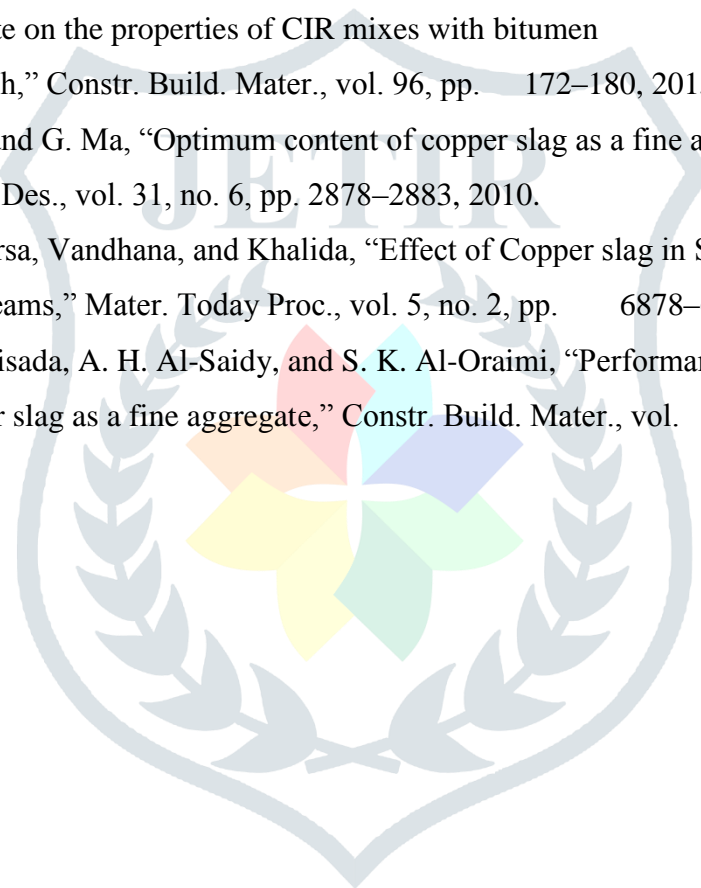 te on the properties of CIR mixes with bitumen
h,” Constr. Build. Mater., vol. 96, pp. 172–180, 201
and G. Ma, “Optimum content of copper slag as a fine a
Des., vol. 31, no. 6, pp. 2878–2883, 2010.
rsa, Vandhana, and Khalida, “Effect of Copper slag in S
eams,” Mater. Today Proc., vol. 5, no. 2, pp. 6878–
isada, A. H. Al-Saidy, and S. K. Al-Oraimi, “Performan
r slag as a fine aggregate,” Constr. Build. Mater., vol.
JETIR